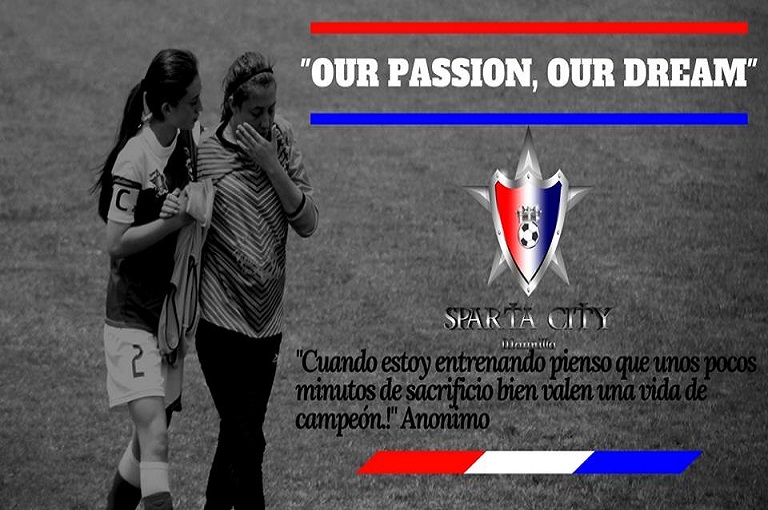 "OUR PASSION, OUR DREAM"
SPARTA CITY
"Cuando estoy entrenando pienso que unos pocos
minutos de sacrificio bien valen una vida de
campeón.!" Anonimo
C
2